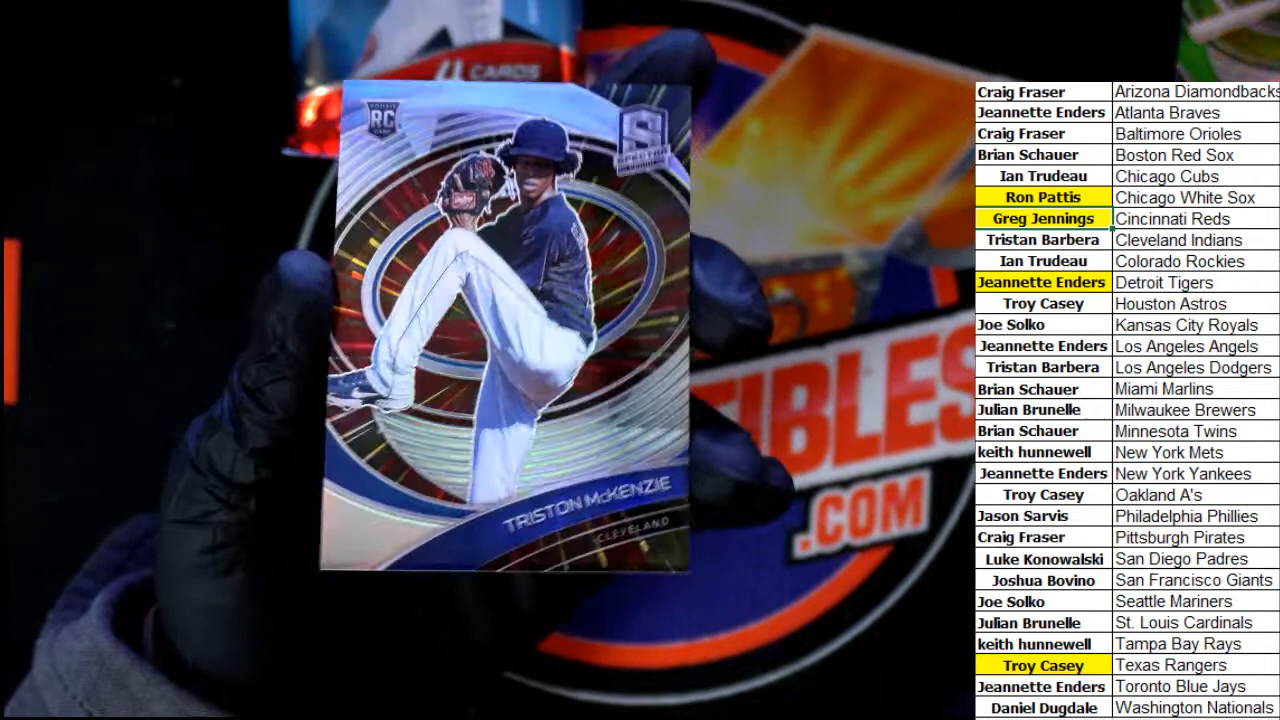 4 CARDS
RC
TRISTON McKENZIE
CLEVELAND
.COM
Craig Fraser Arizona Diamondbacks
Jeannette Enders Atlanta Braves
Craig Fraser Baltimore Orioles
Brian Schauer Boston Red Sox
Ian Trudeau Chicago Cubs
Ron Pattis Chicago White Sox
Greg Jennings Cincinnati Reds
Tristan Barbera Cleveland Indians
Ian Trudeau Colorado Rockies
Jeannette Enders Detroit Tigers
Troy Casey Houston Astros
Joe Solko Kansas City Royals
Jeannette Enders Los Angeles Angels
Tristan Barbera Los Angeles Dodgers
Brian Schauer Miami Marlins
Julian Brunelle Milwaukee Brewers
Brian Schauer Minnesota Twins
keith hunnewell New York Mets
Jeannette Enders New York Yankees
Troy Casey Oakland A's
Jason Sarvis Philadelphia Phillies
Craig Fraser Pittsburgh Pirates
Luke Konowalski San Diego Padres
Joshua Bovino San Francisco Giants
Joe Solko Seattle Mariners
Julian Brunelle St. Louis Cardinals
keith hunnewell Tampa Bay Rays
Troy Casey Texas Rangers
Jeannette Enders Toronto Blue Jays
Daniel Dugdale Washington Nationals